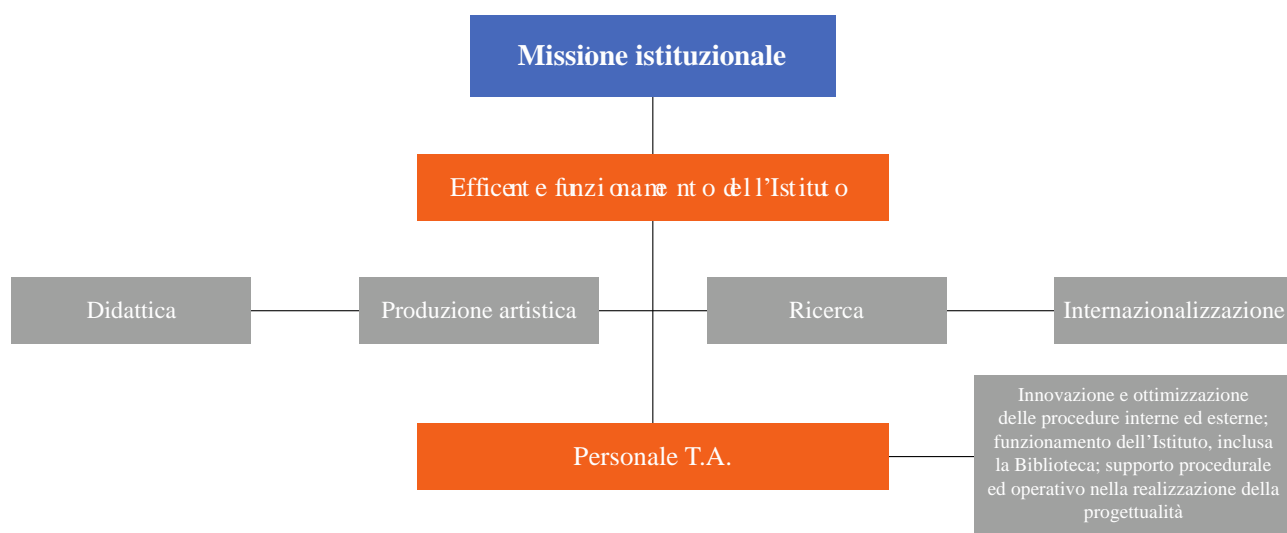 Missione istituzionale
Efficente funzionamento dell’Istituto
Didattica
Produzione artistica
Ricerca
Internazionalizzazione
Innovazione e ottimizzazione
delle procedure interne ed esterne;
funzionamento dell’Istituto, inclusa
la Biblioteca; supporto procedurale
ed operativo nella realizzazione della
progettualità
Personale T.A.